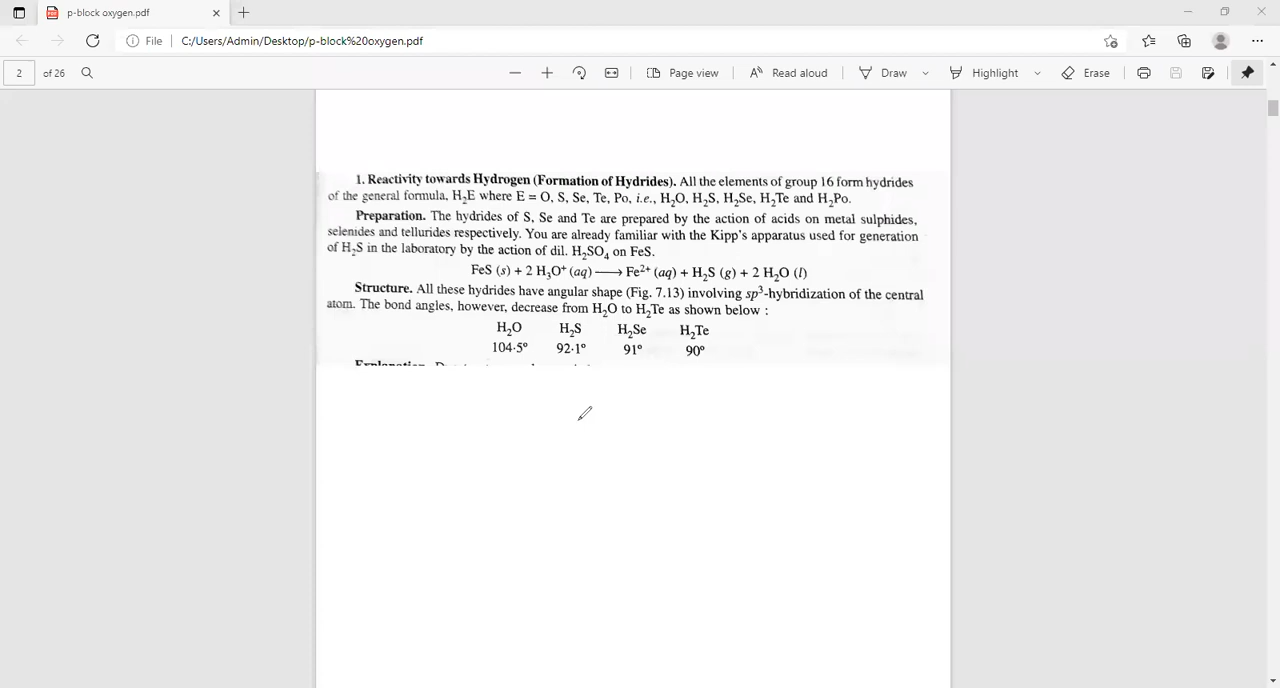 p-block oxygen.pdf
File
C:/Users/Admin/Desktop/p-block%20oxygen.pdf
2 of 26
Page view
Read aloud
Draw
Highlight
Erase
1. Reactivity towards Hydrogen (Formation of Hydrides). All the elements of group 16 form hydrides
of the general formula, H₂E where E = O, S, Se, Te, Po, i.e., H₂O, H₂S, H₂Se, H₂Te and H₂Po.
Preparation. The hydrides of S, Se and Te are prepared by the action of acids on metal sulphides,
selenides and tellurides respectively. You are already familiar with the Kipp's apparatus used for generation
of H₂S in the laboratory by the action of dil. H₂SO₄ on FeS.
FeS (s) + 2 H₃O⁺ (aq) ⟶ Fe²⁺ (aq) + H₂S (g) + 2 H₂O (l)
Structure. All these hydrides have angular shape (Fig. 7.13) involving sp³-hybridization of the central
atom. The bond angles, however, decrease from H₂O to H₂Te as shown below :
H₂O H₂S H₂Se H₂Te
104·5º 92·1º 91º 90º